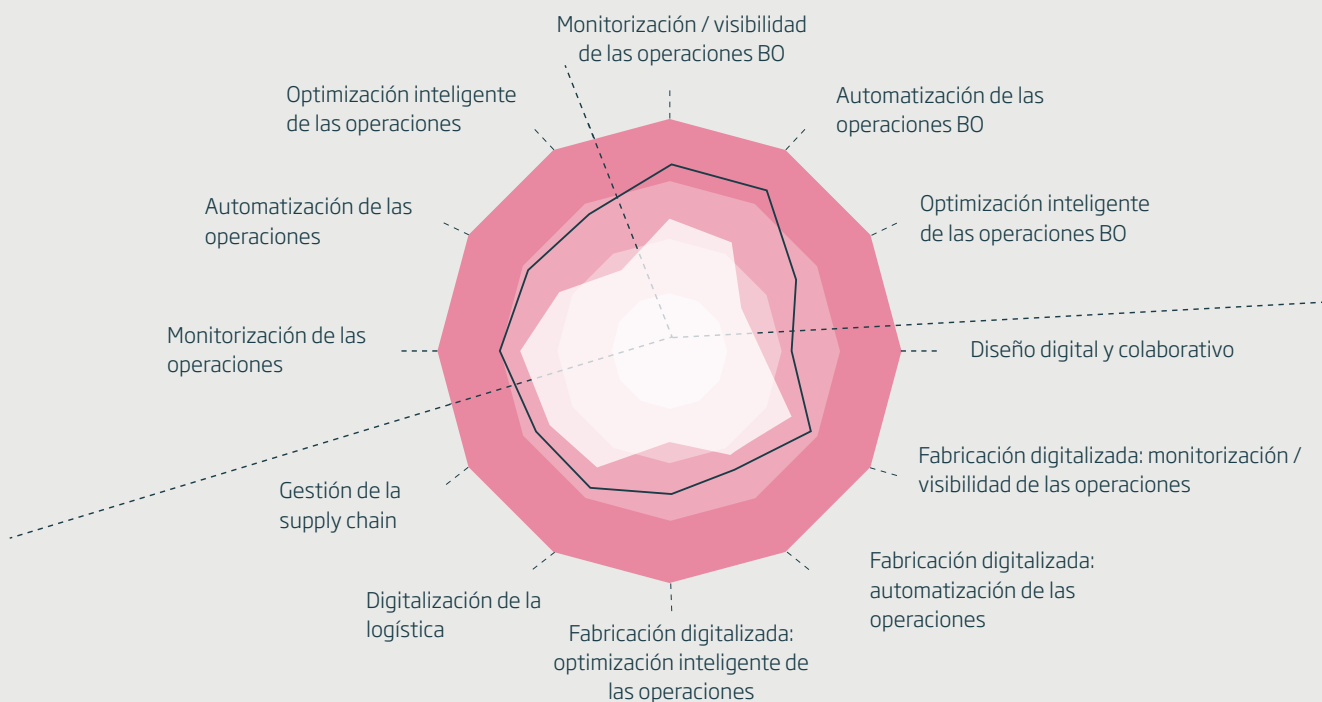 Monitorización / visibilidad
de las operaciones BO
Automatización de las
operaciones BO
Optimización inteligente
de las operaciones BO
Diseño digital y colaborativo
Fabricación digitalizada: monitorización /
visibilidad de las operaciones
Fabricación digitalizada:
automatización de las
operaciones
Fabricación digitalizada:
optimización inteligente de
las operaciones
Digitalización de la
logística
Gestión de la
supply chain
Monitorización de las
operaciones
Automatización de las
operaciones
Optimización inteligente
de las operaciones